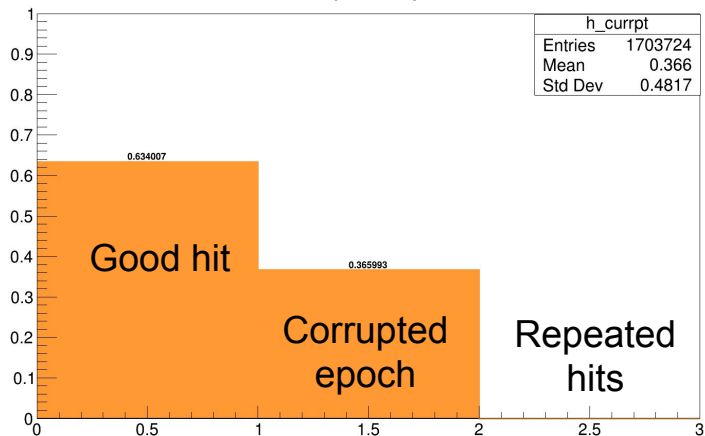 h_currpt
Entries 1703724
Mean 0.366
Std Dev 0.4817
1
0.9
0.8
0.7
0.6
0.5
0.4
0.3
0.2
0.1
0
0.634007
Good hit
0.365993
Corrupted
epoch
Repeated
hits
0 0.5 1 1.5 2 2.5 3